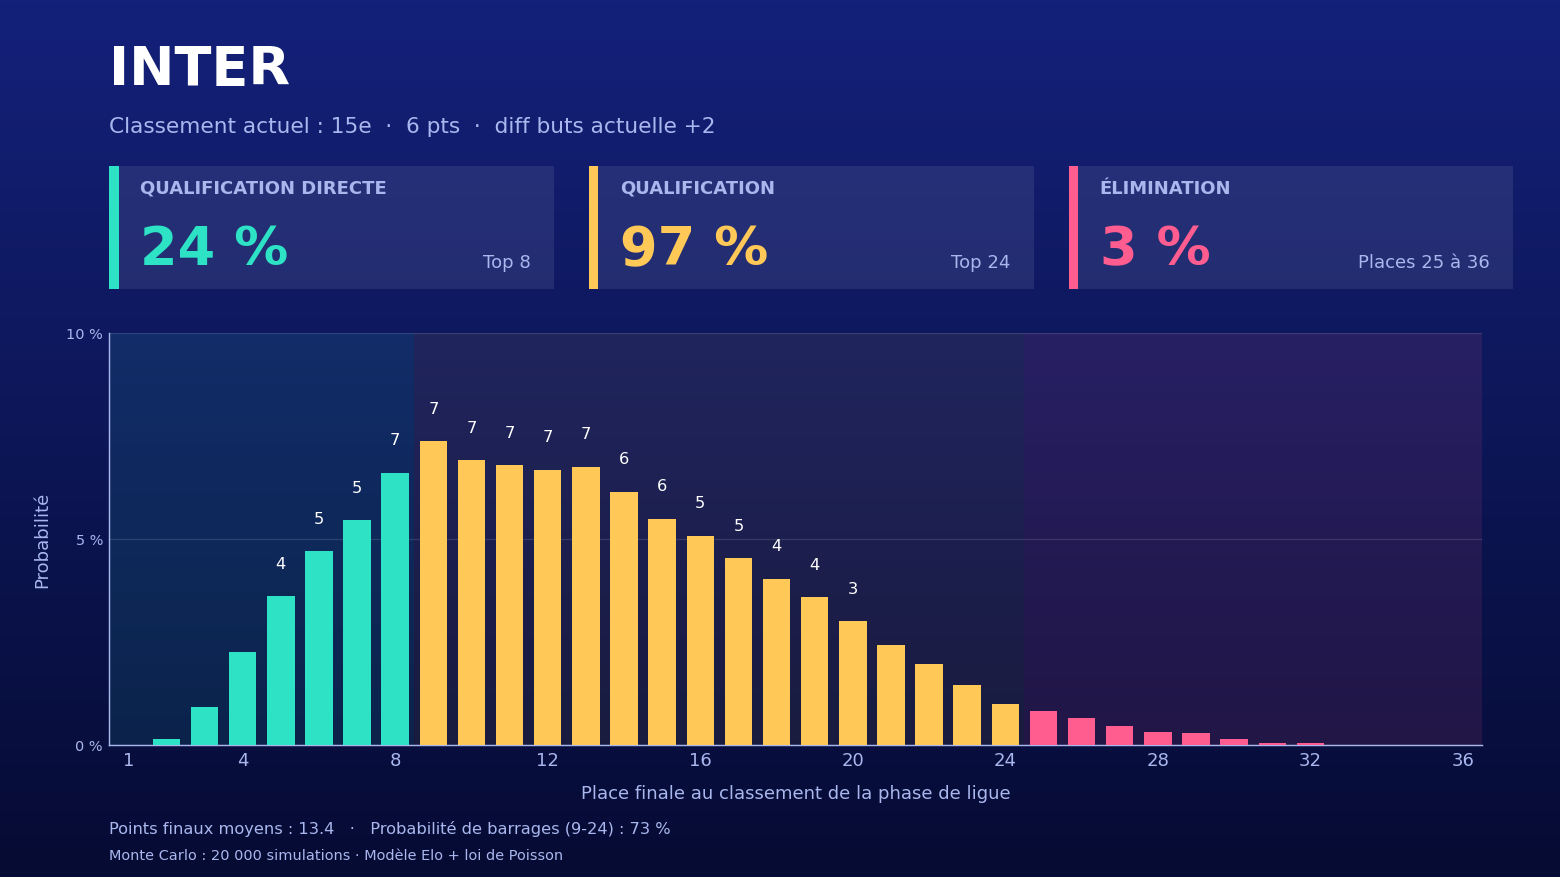 INTER
Classement actuel : 15e · 6 pts · diff buts actuelle +2
QUALIFICATION DIRECTE
24 %
Top 8
QUALIFICATION
97 %
Top 24
ÉLIMINATION
3 %
Places 25 à 36
Probabilité
10 %
5 %
0 %
4
5
5
7
7
7
7
7
7
6
6
5
5
4
4
3
1 4 8 12 16 20 24 28 32 36
Place finale au classement de la phase de ligue
Points finaux moyens : 13.4 · Probabilité de barrages (9-24) : 73 %
Monte Carlo : 20 000 simulations · Modèle Elo + loi de Poisson